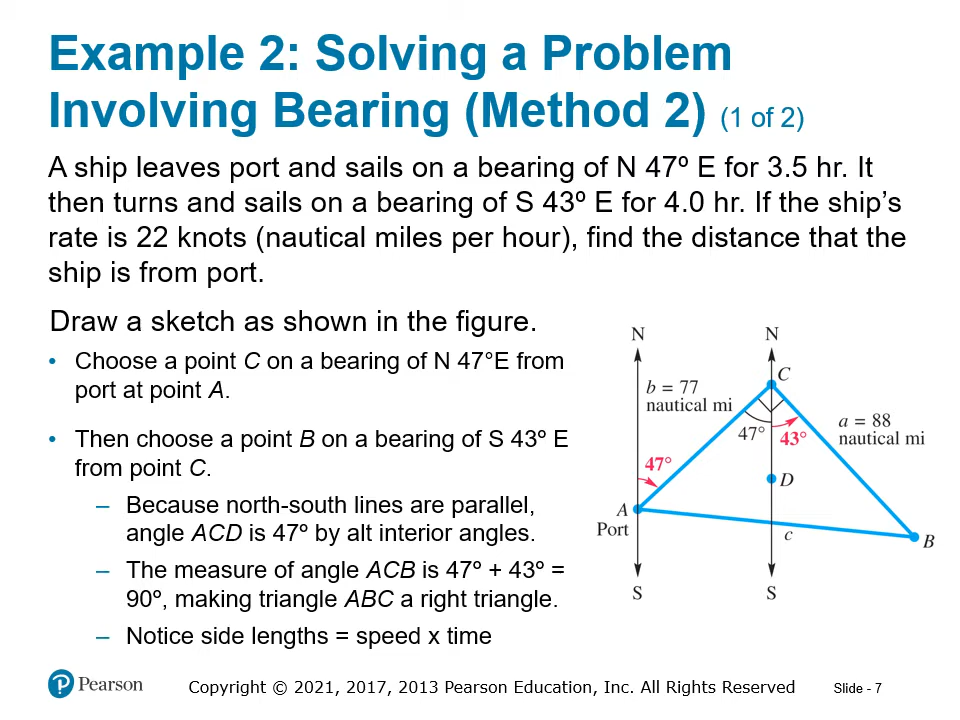 Example 2: Solving a Problem
Involving Bearing (Method 2) (1 of 2)
A ship leaves port and sails on a bearing of N 47º E for 3.5 hr. It
then turns and sails on a bearing of S 43º E for 4.0 hr. If the ship’s
rate is 22 knots (nautical miles per hour), find the distance that the
ship is from port.
Draw a sketch as shown in the figure.
• Choose a point C on a bearing of N 47°E from
port at point A.
• Then choose a point B on a bearing of S 43º E
from point C.
– Because north-south lines are parallel,
angle ACD is 47º by alt interior angles.
– The measure of angle ACB is 47º + 43º =
90º, making triangle ABC a right triangle.
– Notice side lengths = speed x time
N
N
C
b = 77
nautical mi
a = 88
nautical mi
47°
43°
47°
D
A
Port
c
B
S
S
P Pearson
Copyright © 2021, 2017, 2013 Pearson Education, Inc. All Rights Reserved
Slide - 7